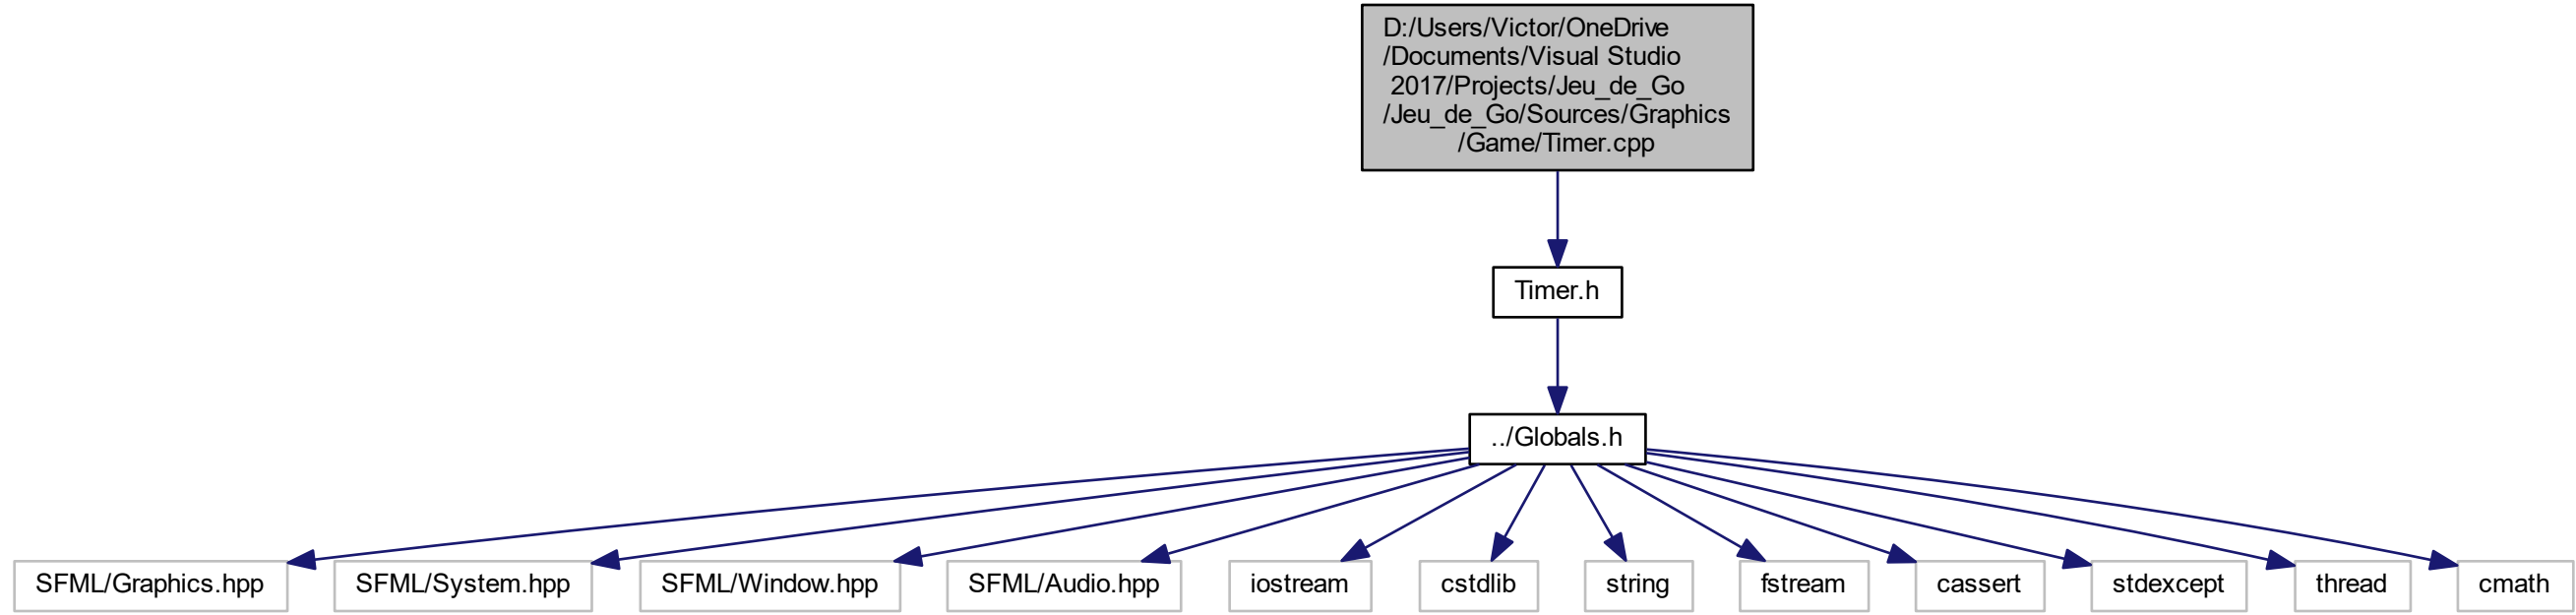 D:/Users/Victor/OneDrive
/Documents/Visual Studio
2017/Projects/Jeu_de_Go
/Jeu_de_Go/Sources/Graphics
/Game/Timer.cpp
Timer.h
../Globals.h
SFML/Graphics.hpp
SFML/System.hpp
SFML/Window.hpp
SFML/Audio.hpp
iostream
cstdlib
string
fstream
cassert
stdexcept
thread
cmath